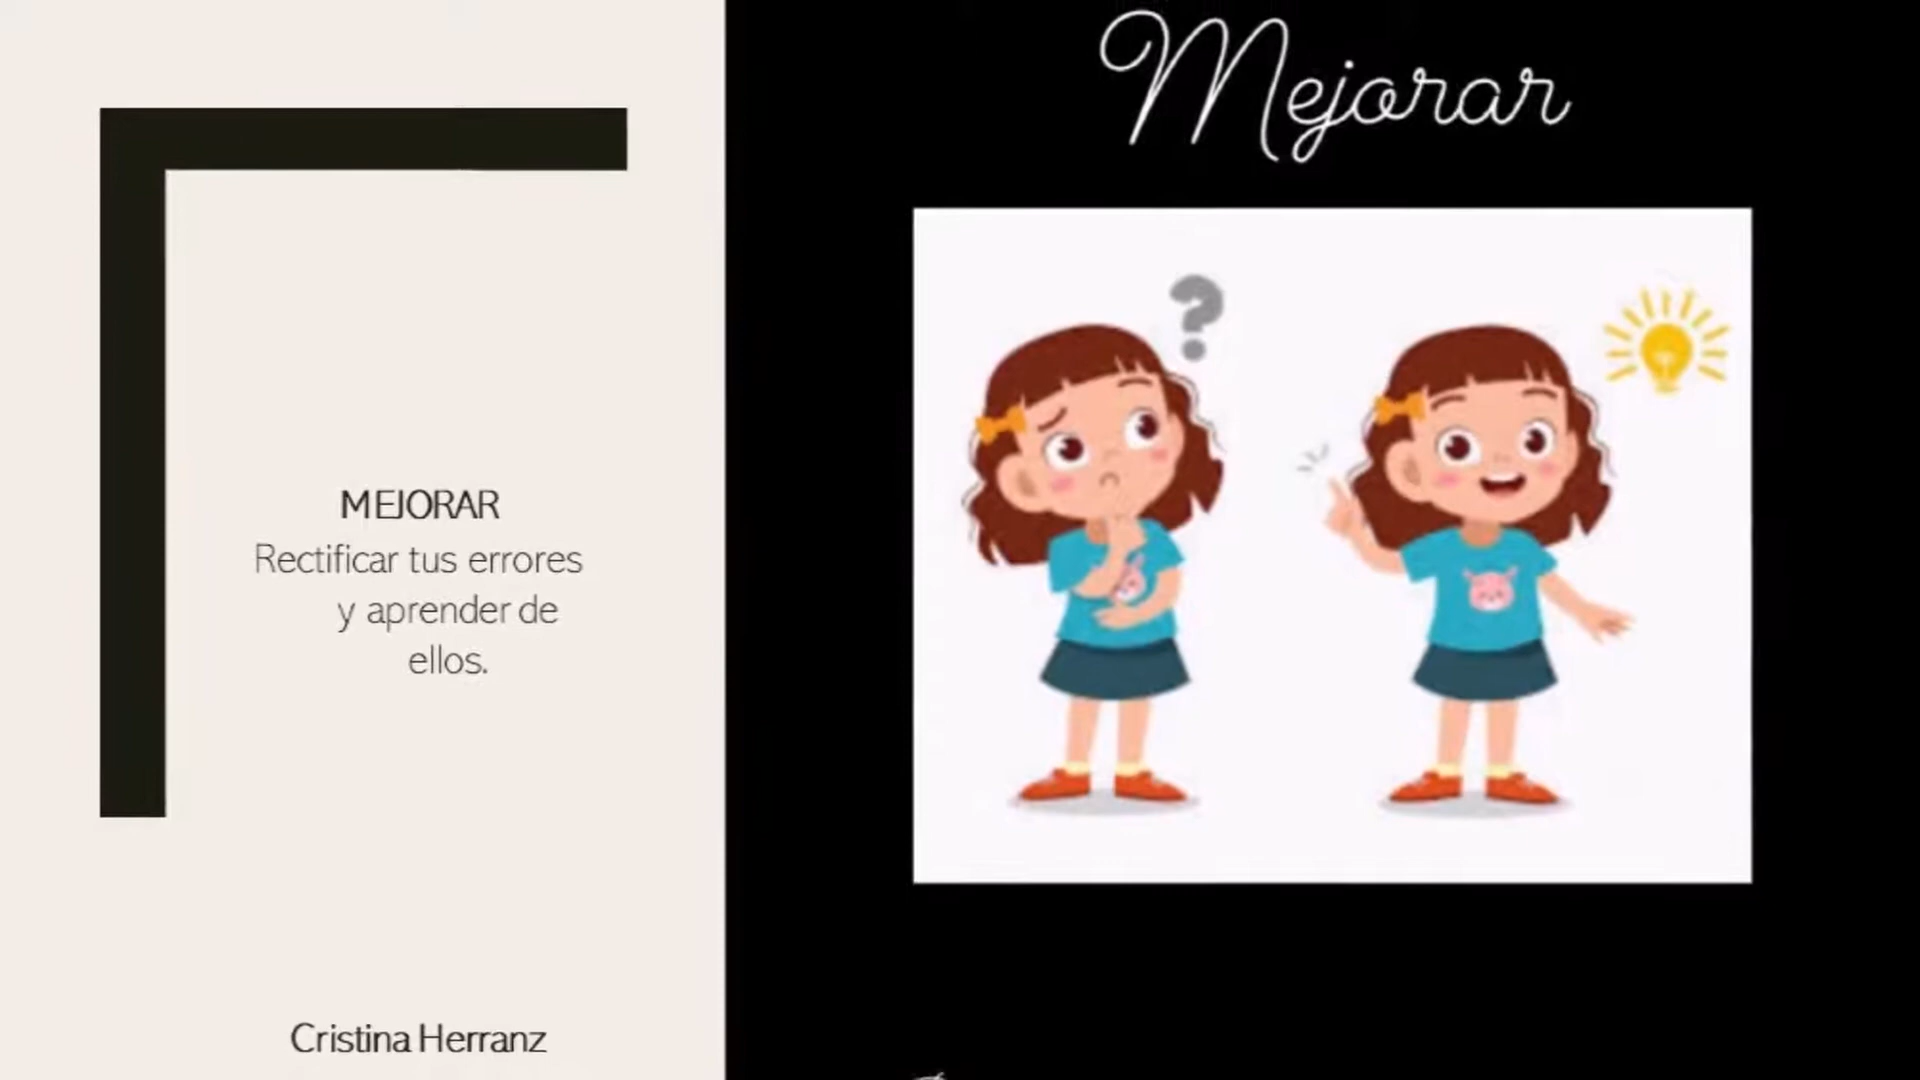 MEJORAR
Rectificar tus errores
y aprender de
ellos.
Cristina Herranz
Mejorar
?